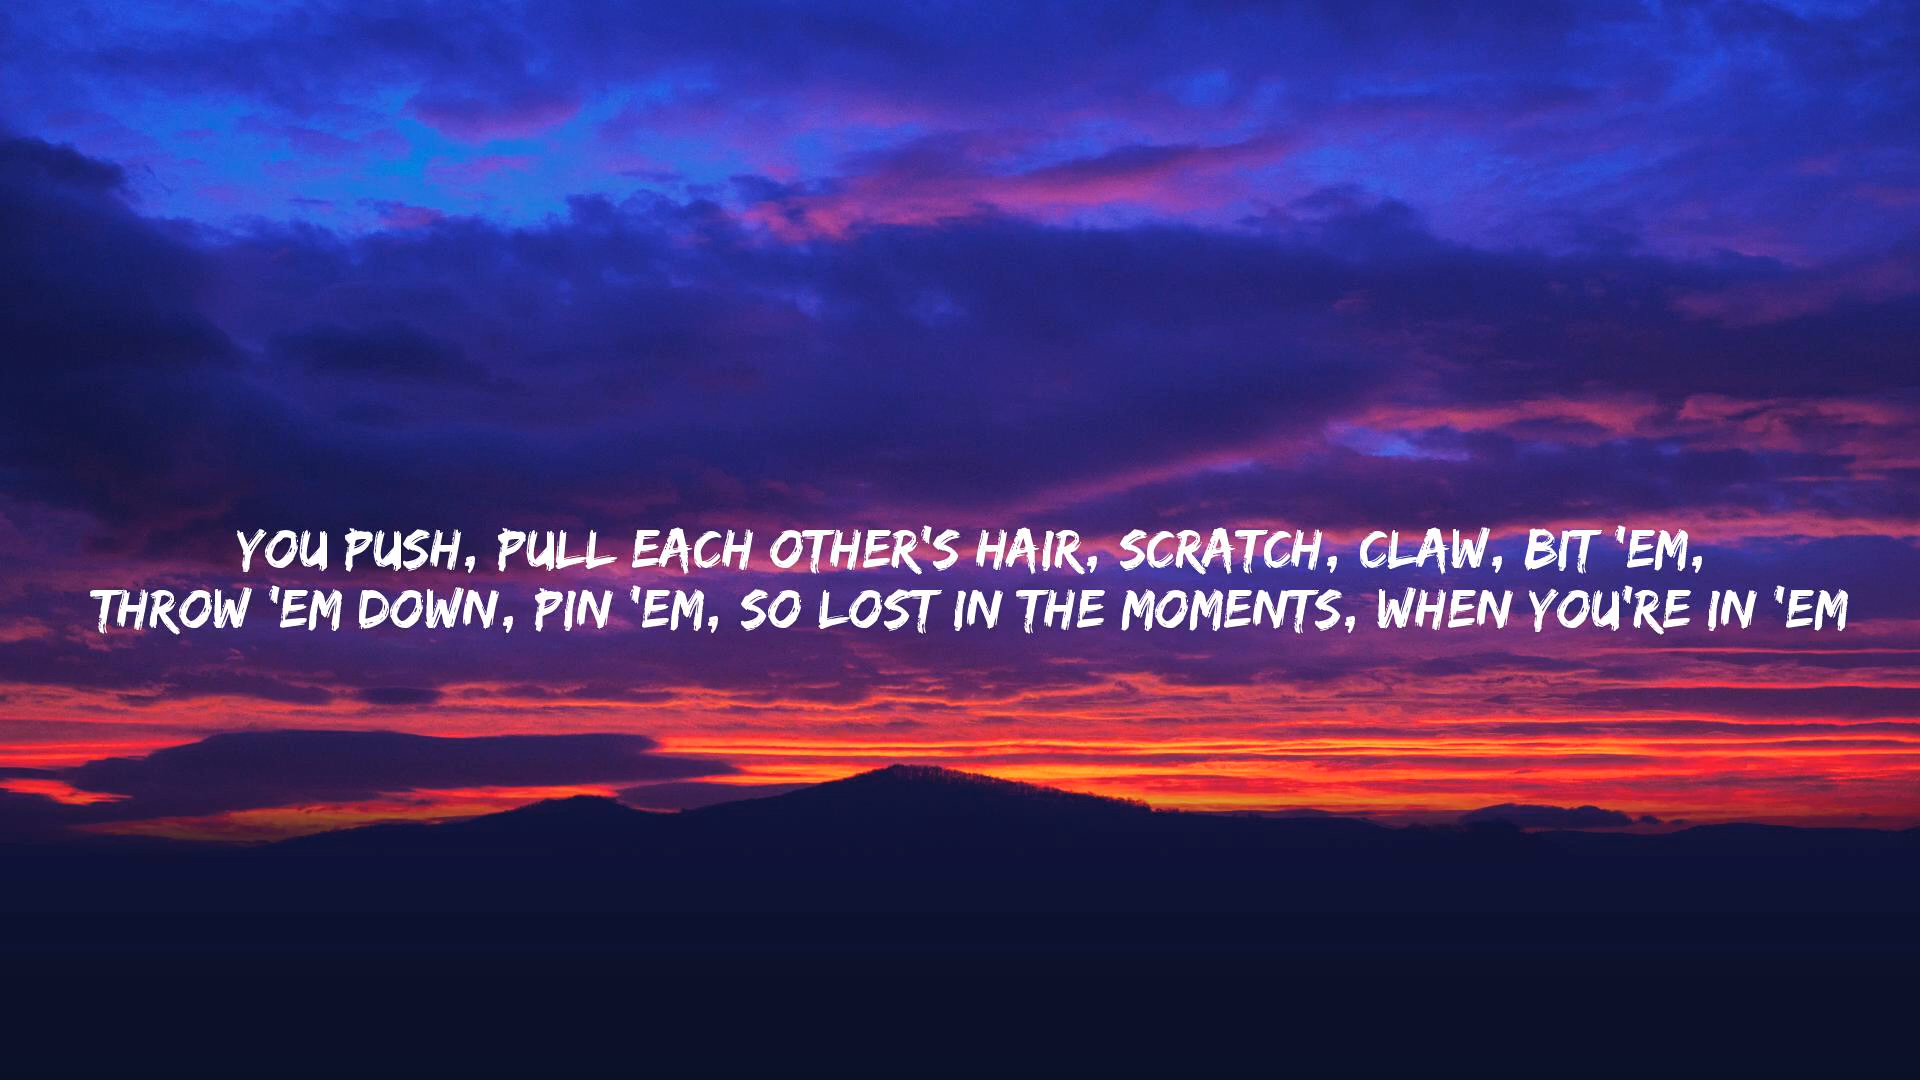 YOU PUSH, PULL EACH OTHER'S HAIR, SCRATCH, CLAW, BIT 'EM,
THROW 'EM DOWN, PIN 'EM, SO LOST IN THE MOMENTS, WHEN YOU'RE IN 'EM